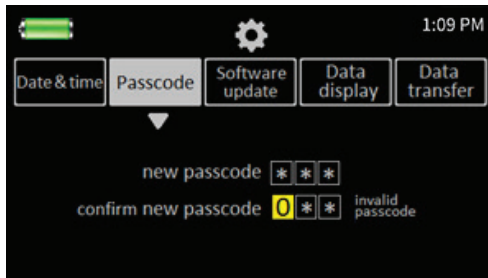 1:09 PM
Date & time
Passcode
Software
update
Data
display
Data
transfer
new passcode * * *
confirm new passcode 0 * * invalid
passcode